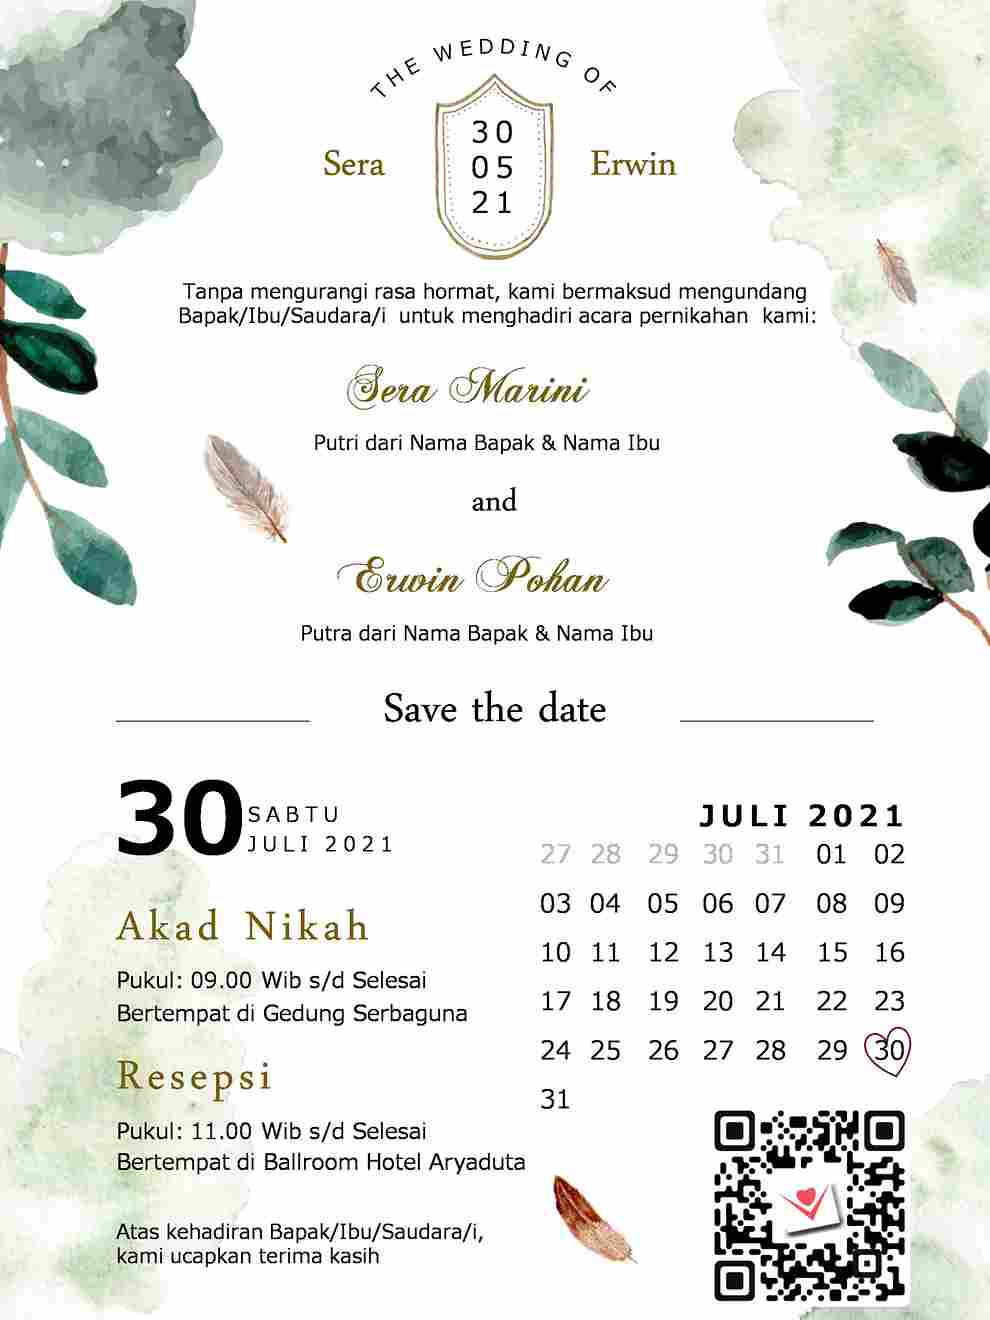 THE WEDDING OF
30
05
21
Sera
Erwin
Tanpa mengurangi rasa hormat, kami bermaksud mengundang
Bapak/Ibu/Saudara/i untuk menghadiri acara pernikahan kami:
Sera Marini
Putri dari Nama Bapak & Nama Ibu
and
Erwin Pohan
Putra dari Nama Bapak & Nama Ibu
Save the date
30
SABTU
JULI 2021
Akad Nikah
Pukul: 09.00 Wib s/d Selesai
Bertempat di Gedung Serbaguna
Resepsi
Pukul: 11.00 Wib s/d Selesai
Bertempat di Ballroom Hotel Aryaduta
Atas kehadiran Bapak/Ibu/Saudara/i,
kami ucapkan terima kasih
JULI 2021
27 28 29 30 31 01 02
03 04 05 06 07 08 09
10 11 12 13 14 15 16
17 18 19 20 21 22 23
24 25 26 27 28 29 30
31